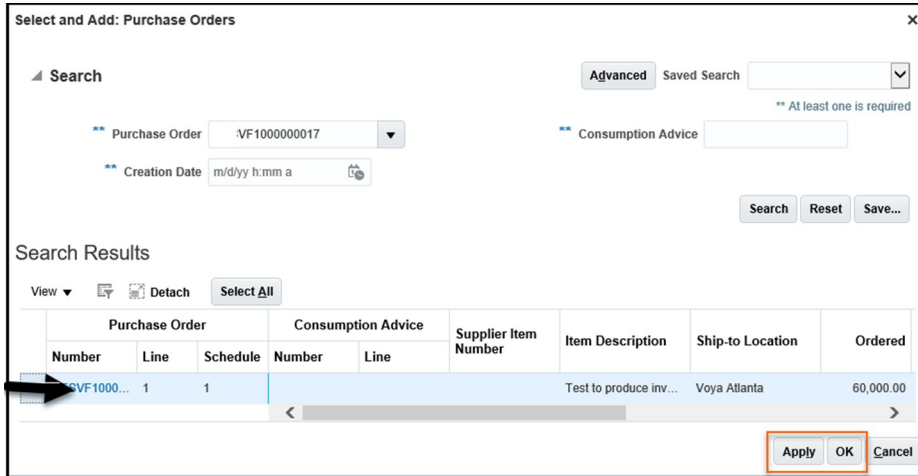 Select and Add: Purchase Orders ×
Search
Advanced Saved Search
** At least one is required
** Purchase Order VF1000000017 ** Consumption Advice
** Creation Date m/d/yy h:mm a
Search Reset Save...
Search Results
View Detach Select All
Purchase Order Consumption Advice Supplier Item Number Item Description Ship-to Location Ordered
Number Line Schedule Number Line
SVF1000... 1 1 Test to produce inv... Voya Atlanta 60,000.00
Apply OK Cancel